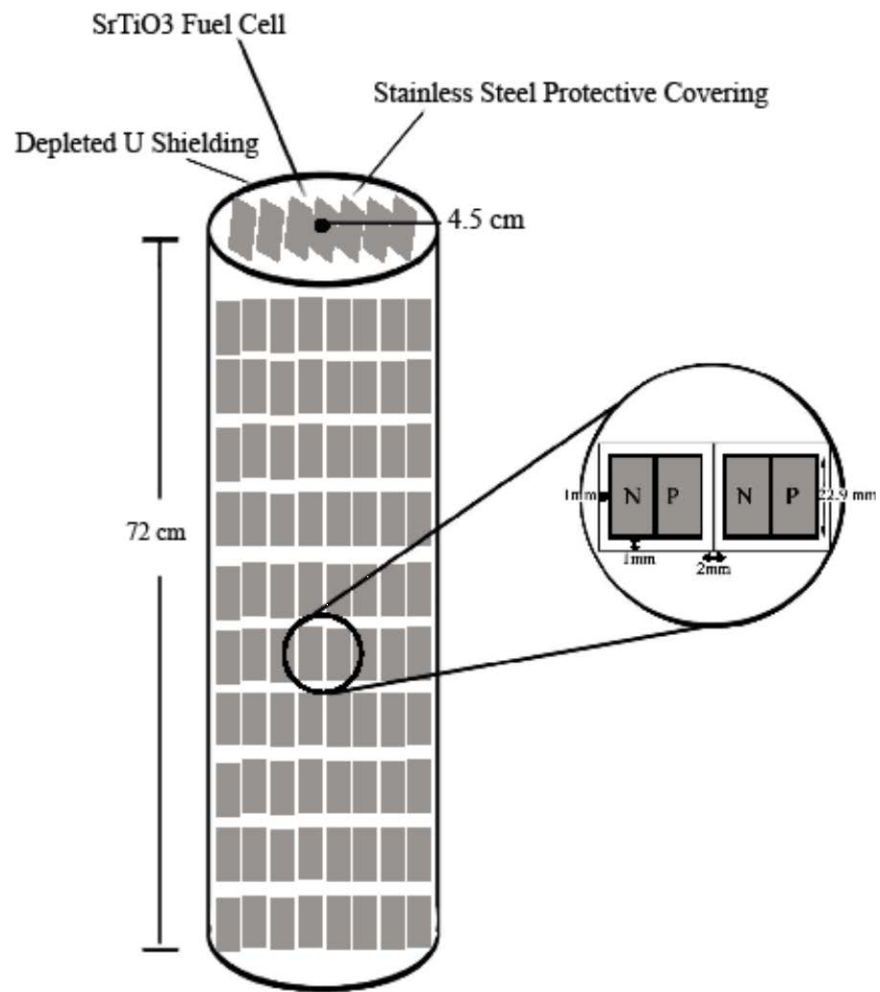 SrTiO3 Fuel Cell
Stainless Steel Protective Covering
Depleted U Shielding
4.5 cm
72 cm
1mm
N P
N P
22.9 mm
1mm
2mm